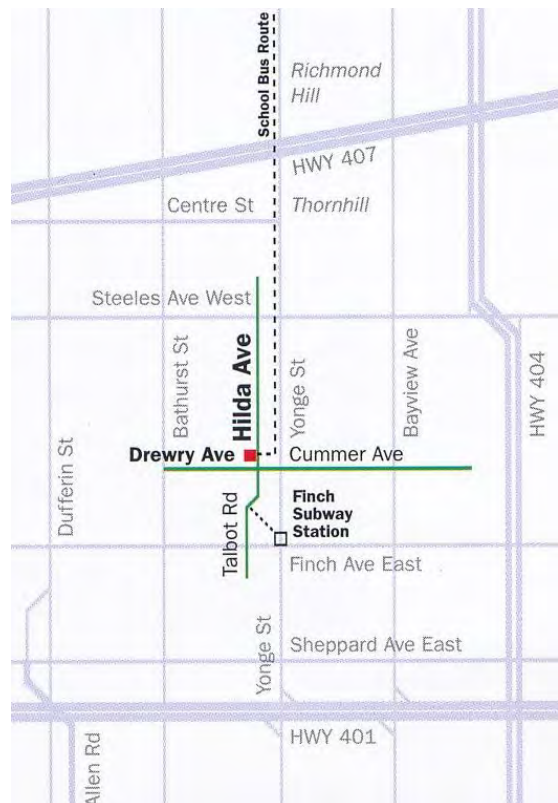 School Bus Route
Richmond
Hill
HWY 407
Centre St
Thornhill
Steeles Ave West
Bathurst St
Hilda Ave
Yonge St
Bayview Ave
HWY 404
Drewry Ave
Cummer Ave
Dufferin St
Talbot Rd
Finch
Subway
Station
Finch Ave East
Yonge St
Sheppard Ave East
HWY 401
Allen Rd